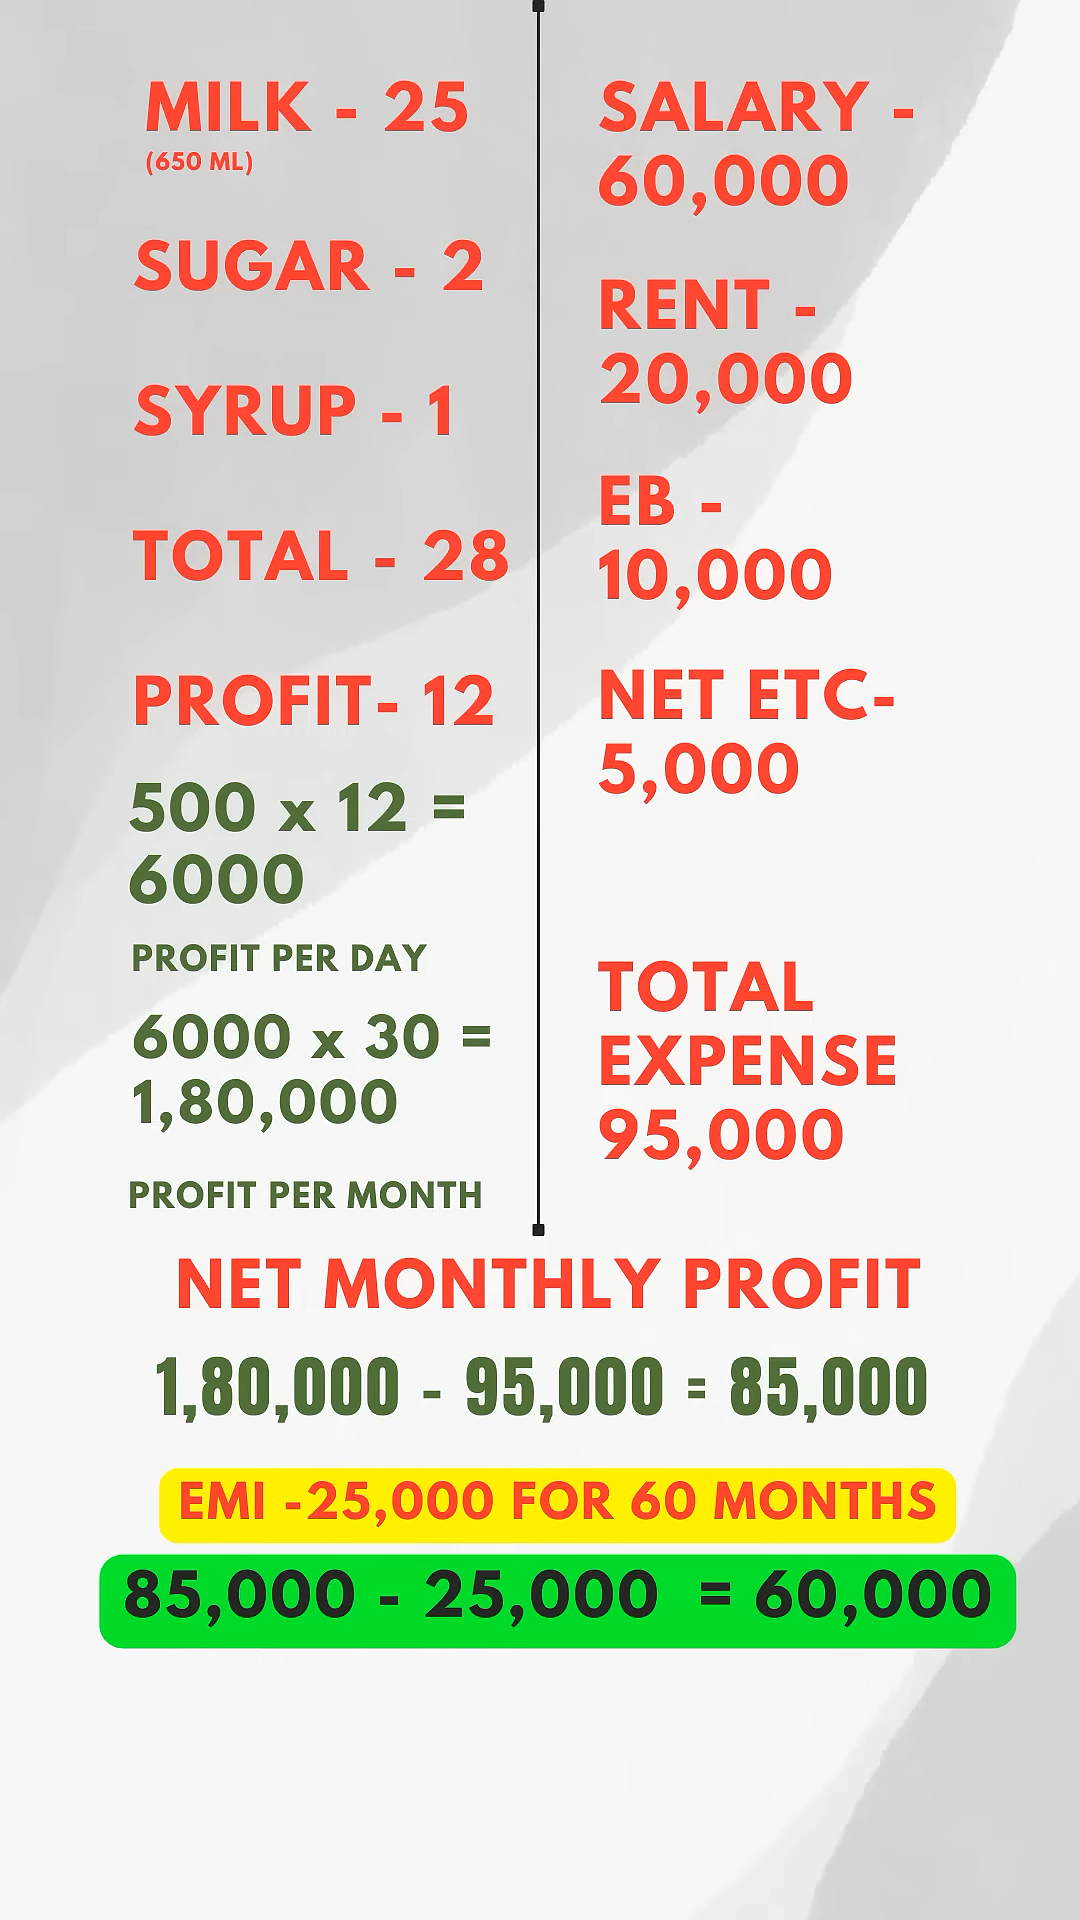 MILK - 25
(650 ML)
SUGAR - 2
SYRUP - 1
TOTAL - 28
PROFIT- 12
500 x 12 =
6000
PROFIT PER DAY
6000 x 30 =
1,80,000
PROFIT PER MONTH
SALARY -
60,000
RENT -
20,000
EB -
10,000
NET ETC-
5,000
TOTAL
EXPENSE
95,000
NET MONTHLY PROFIT
1,80,000 - 95,000 = 85,000
EMI -25,000 FOR 60 MONTHS
85,000 - 25,000 = 60,000